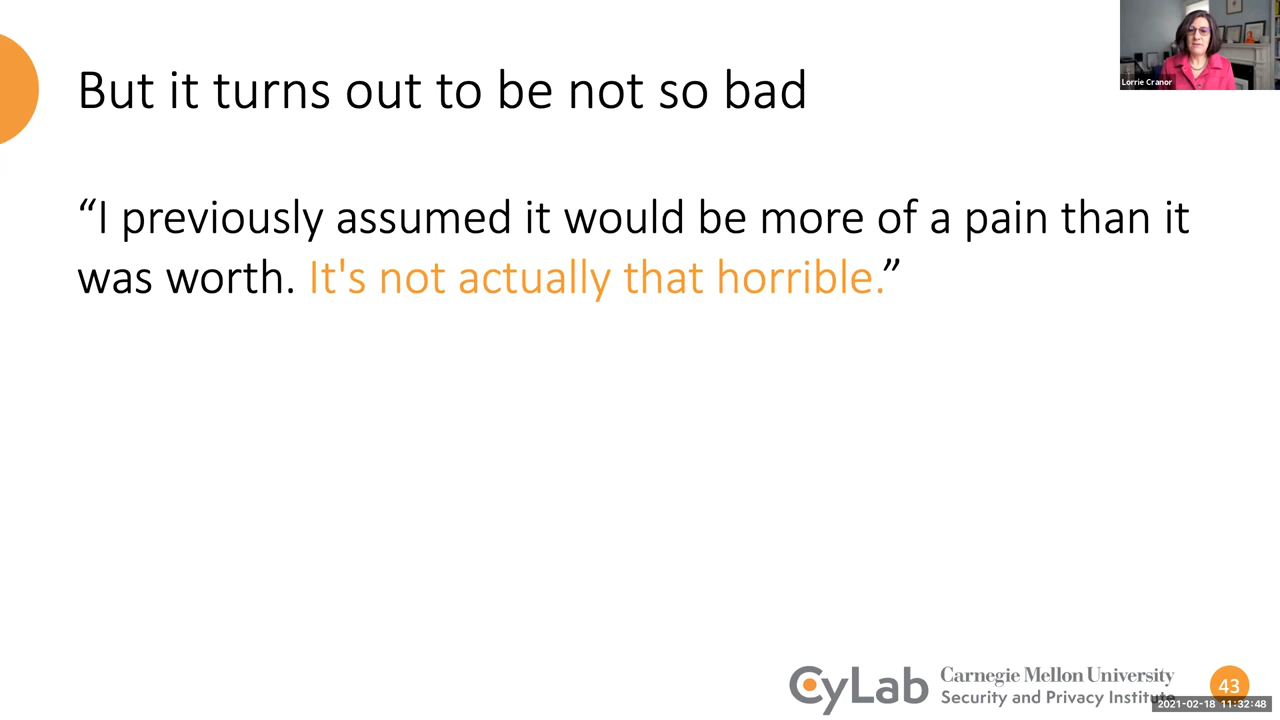 But it turns out to be not so bad
Lorrie Cranor
“I previously assumed it would be more of a pain than it
was worth. It's not actually that horrible.”
CyLab
Carnegie Mellon University
Security and Privacy Institute
43
2021-02-18 11:32:48